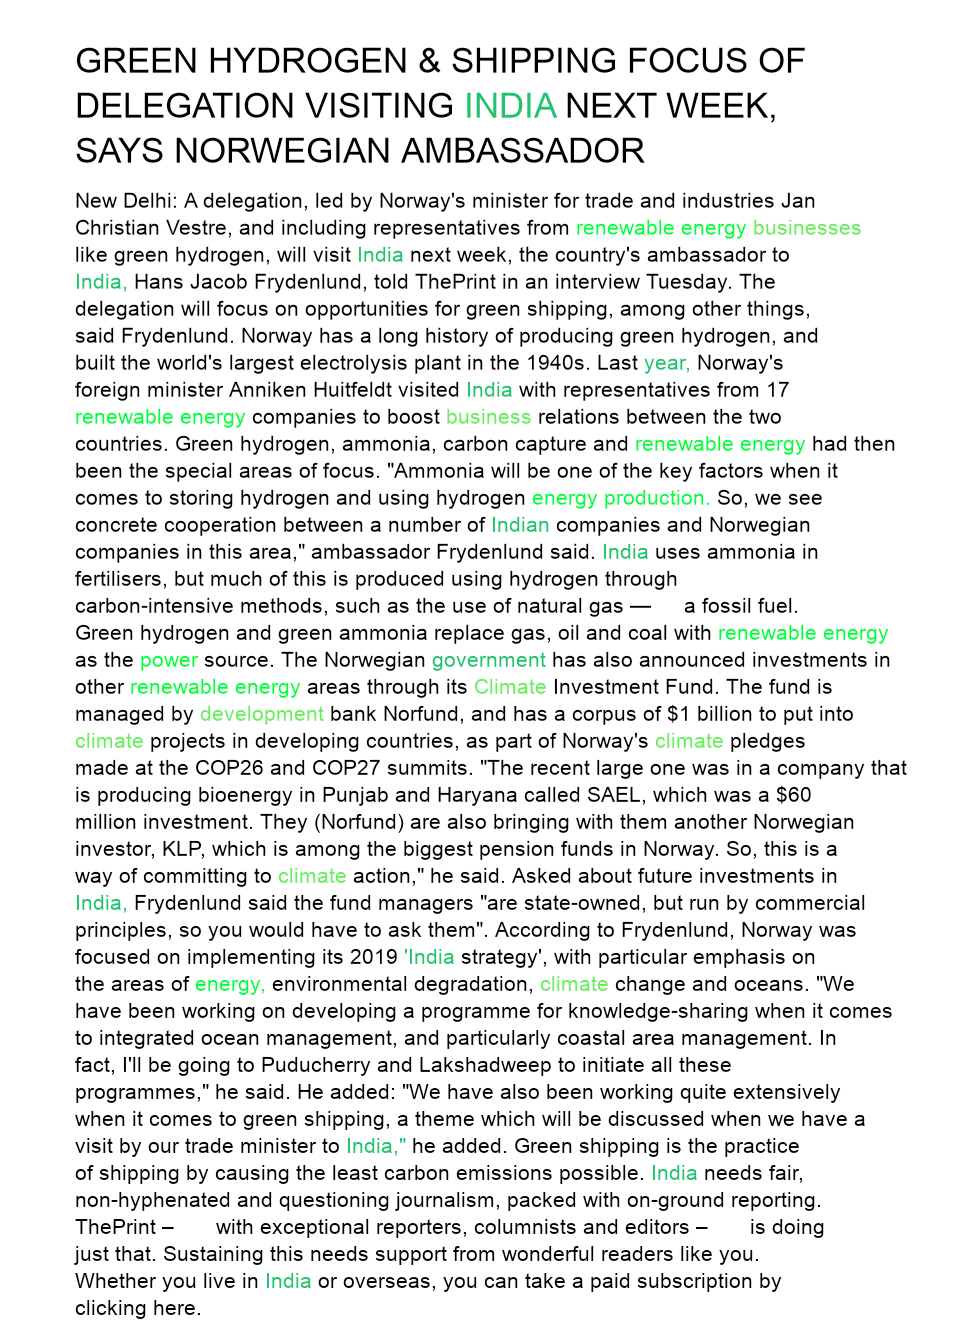 GREEN HYDROGEN & SHIPPING FOCUS OF
DELEGATION VISITING INDIA NEXT WEEK,
SAYS NORWEGIAN AMBASSADOR
New Delhi: A delegation, led by Norway's minister for trade and industries Jan
Christian Vestre, and including representatives from renewable energy businesses
like green hydrogen, will visit India next week, the country's ambassador to
India, Hans Jacob Frydenlund, told ThePrint in an interview Tuesday. The
delegation will focus on opportunities for green shipping, among other things,
said Frydenlund. Norway has a long history of producing green hydrogen, and
built the world's largest electrolysis plant in the 1940s. Last year, Norway's
foreign minister Anniken Huitfeldt visited India with representatives from 17
renewable energy companies to boost business relations between the two
countries. Green hydrogen, ammonia, carbon capture and renewable energy had then
been the special areas of focus. "Ammonia will be one of the key factors when it
comes to storing hydrogen and using hydrogen energy production. So, we see
concrete cooperation between a number of Indian companies and Norwegian
companies in this area," ambassador Frydenlund said. India uses ammonia in
fertilisers, but much of this is produced using hydrogen through
carbon-intensive methods, such as the use of natural gas — a fossil fuel.
Green hydrogen and green ammonia replace gas, oil and coal with renewable energy
as the power source. The Norwegian government has also announced investments in
other renewable energy areas through its Climate Investment Fund. The fund is
managed by development bank Norfund, and has a corpus of $1 billion to put into
climate projects in developing countries, as part of Norway's climate pledges
made at the COP26 and COP27 summits. "The recent large one was in a company that
is producing bioenergy in Punjab and Haryana called SAEL, which was a $60
million investment. They (Norfund) are also bringing with them another Norwegian
investor, KLP, which is among the biggest pension funds in Norway. So, this is a
way of committing to climate action," he said. Asked about future investments in
India, Frydenlund said the fund managers "are state-owned, but run by commercial
principles, so you would have to ask them". According to Frydenlund, Norway was
focused on implementing its 2019 'India strategy', with particular emphasis on
the areas of energy, environmental degradation, climate change and oceans. "We
have been working on developing a programme for knowledge-sharing when it comes
to integrated ocean management, and particularly coastal area management. In
fact, I'll be going to Puducherry and Lakshadweep to initiate all these
programmes," he said. He added: "We have also been working quite extensively
when it comes to green shipping, a theme which will be discussed when we have a
visit by our trade minister to India," he added. Green shipping is the practice
of shipping by causing the least carbon emissions possible. India needs fair,
non-hyphenated and questioning journalism, packed with on-ground reporting.
ThePrint – with exceptional reporters, columnists and editors – is doing
just that. Sustaining this needs support from wonderful readers like you.
Whether you live in India or overseas, you can take a paid subscription by
clicking here.